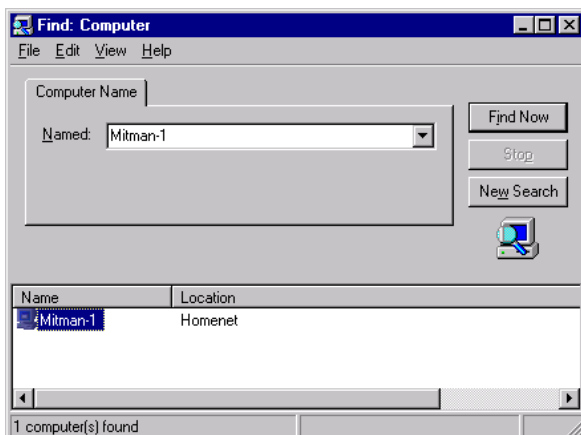 Find: Computer
File Edit View Help
Computer Name
Named: Mitman-1
Find Now
Stop
New Search
Name Location
Mitman-1 Homenet
1 computer(s) found